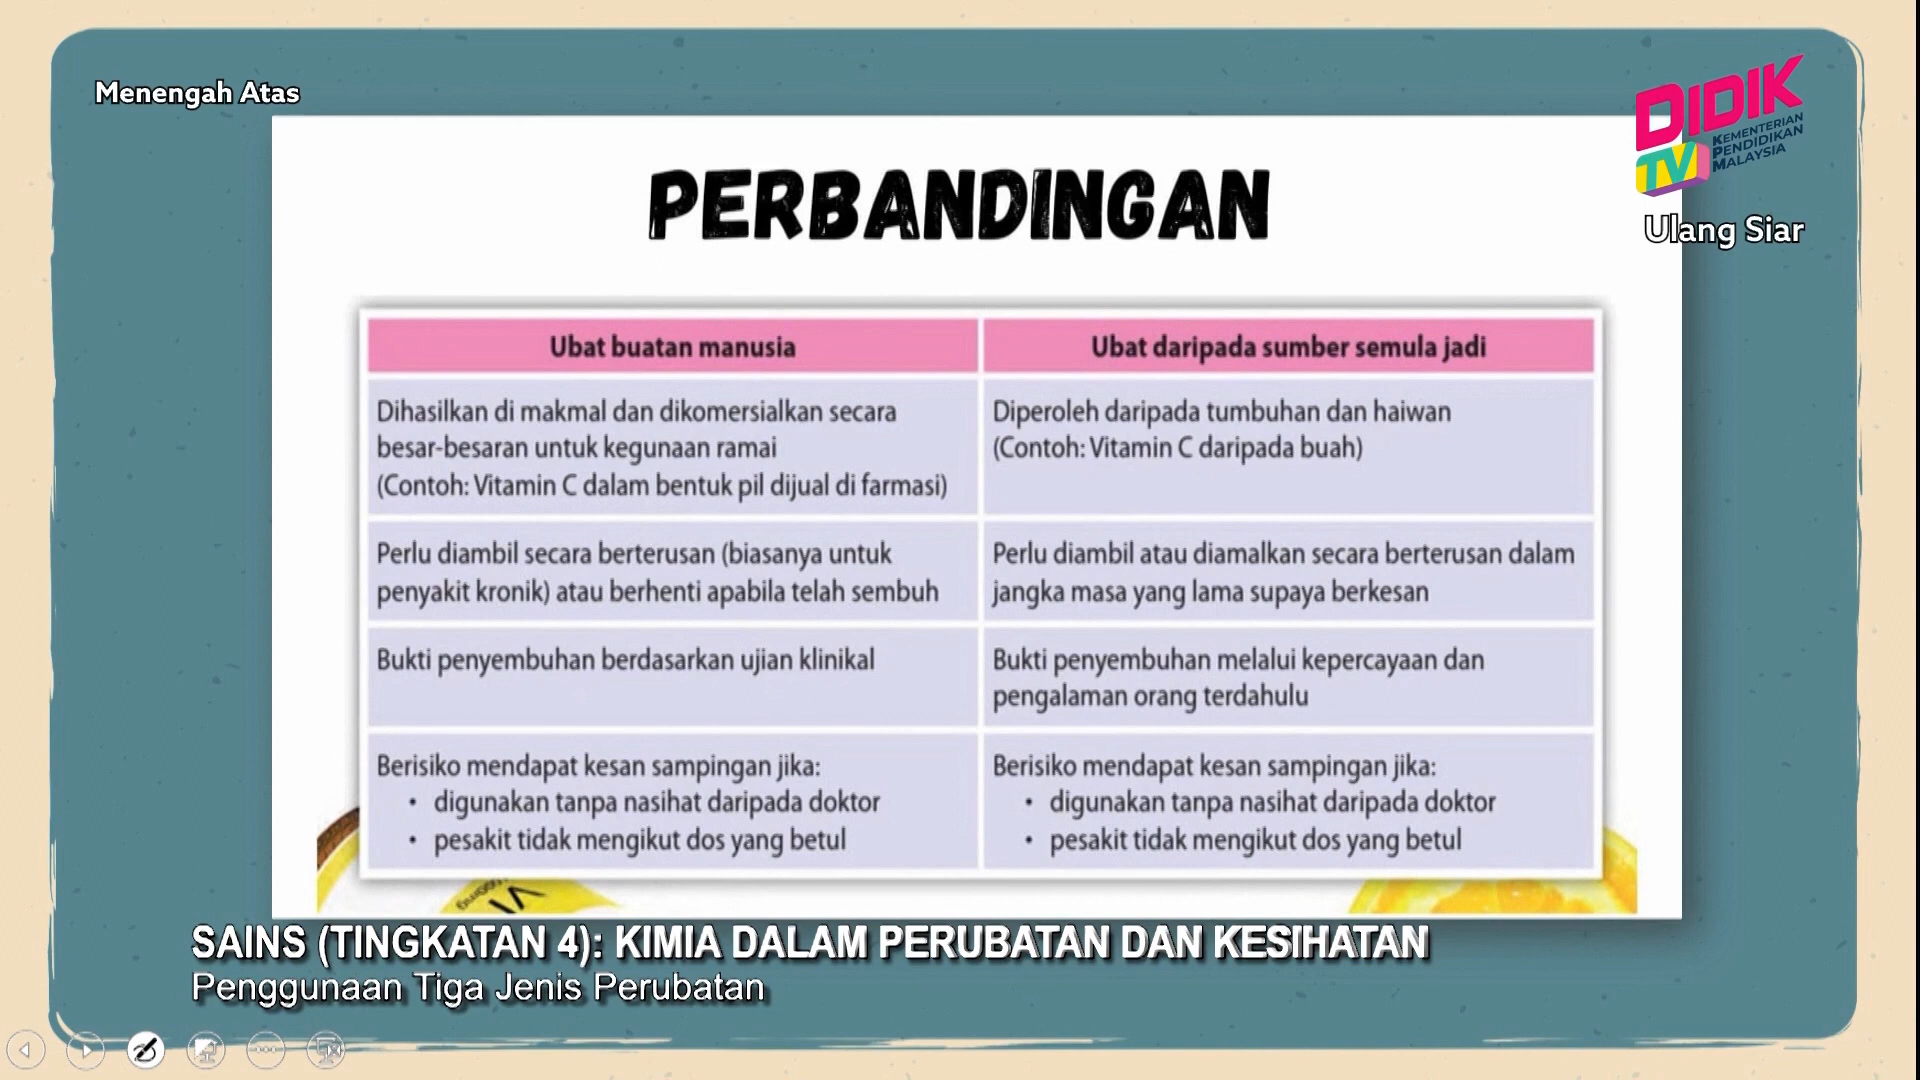 Menengah Atas
DIDIK
TV
KEMENTERIAN
PENDIDIKAN
MALAYSIA
Ulang Siar
PERBANDINGAN
Ubat buatan manusia
Ubat daripada sumber semula jadi
Dihasilkan di makmal dan dikomersialkan secara
besar-besaran untuk kegunaan ramai
(Contoh: Vitamin C dalam bentuk pil dijual di farmasi)
Diperoleh daripada tumbuhan dan haiwan
(Contoh: Vitamin C daripada buah)
Perlu diambil secara berterusan (biasanya untuk
penyakit kronik) atau berhenti apabila telah sembuh
Perlu diambil atau diamalkan secara berterusan dalam
jangka masa yang lama supaya berkesan
Bukti penyembuhan berdasarkan ujian klinikal
Bukti penyembuhan melalui kepercayaan dan
pengalaman orang terdahulu
Berisiko mendapat kesan sampingan jika:
• digunakan tanpa nasihat daripada doktor
• pesakit tidak mengikut dos yang betul
Berisiko mendapat kesan sampingan jika:
• digunakan tanpa nasihat daripada doktor
• pesakit tidak mengikut dos yang betul
SAINS (TINGKATAN 4): KIMIA DALAM PERUBATAN DAN KESIHATAN
Penggunaan Tiga Jenis Perubatan